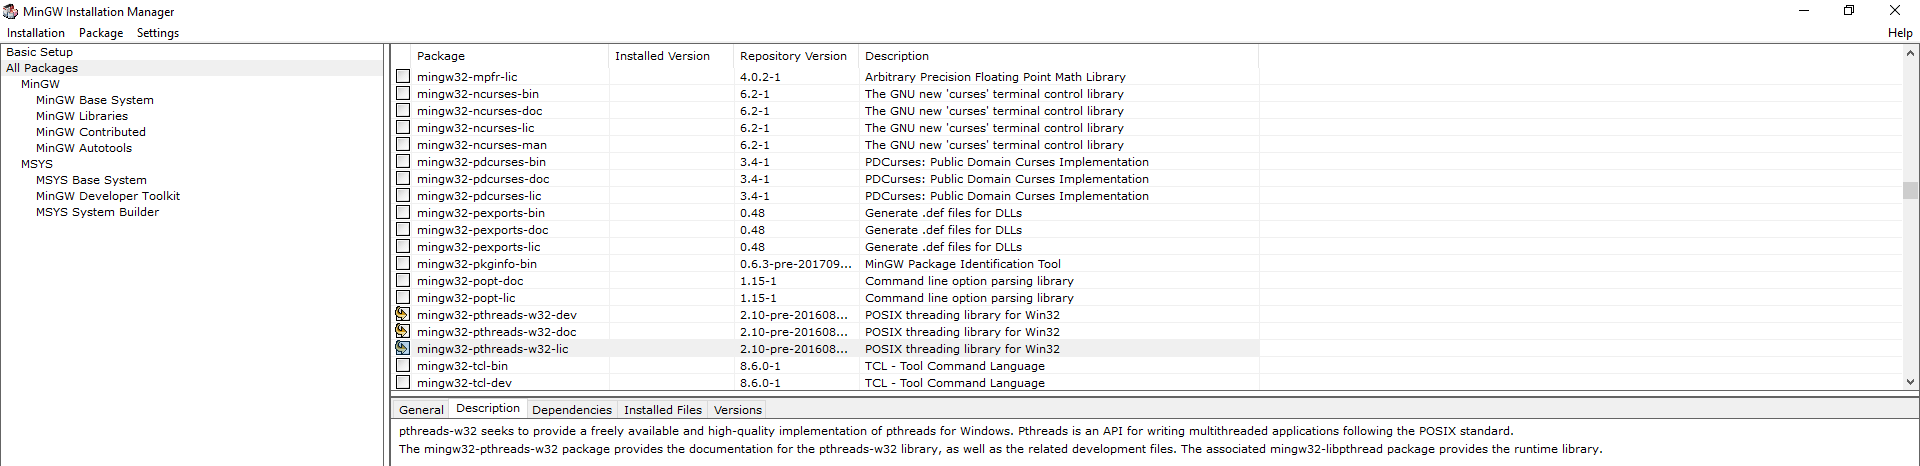 MinGW Installation Manager
Installation Package Settings Help
Basic Setup
All Packages
MinGW
MinGW Base System
MinGW Libraries
MinGW Contributed
MinGW Autotools
MSYS
MSYS Base System
MinGW Developer Toolkit
MSYS System Builder
Package Installed Version Repository Version Description
mingw32-mpfr-lic 4.0.2-1 Arbitrary Precision Floating Point Math Library
mingw32-ncurses-bin 6.2-1 The GNU new 'curses' terminal control library
mingw32-ncurses-doc 6.2-1 The GNU new 'curses' terminal control library
mingw32-ncurses-lic 6.2-1 The GNU new 'curses' terminal control library
mingw32-ncurses-man 6.2-1 The GNU new 'curses' terminal control library
mingw32-pdcurses-bin 3.4-1 PDCurses: Public Domain Curses Implementation
mingw32-pdcurses-doc 3.4-1 PDCurses: Public Domain Curses Implementation
mingw32-pdcurses-lic 3.4-1 PDCurses: Public Domain Curses Implementation
mingw32-pexports-bin 0.48 Generate .def files for DLLs
mingw32-pexports-doc 0.48 Generate .def files for DLLs
mingw32-pexports-lic 0.48 Generate .def files for DLLs
mingw32-pkginfo-bin 0.6.3-pre-201709... MinGW Package Identification Tool
mingw32-popt-doc 1.15-1 Command line option parsing library
mingw32-popt-lic 1.15-1 Command line option parsing library
mingw32-pthreads-w32-dev 2.10-pre-201608... POSIX threading library for Win32
mingw32-pthreads-w32-doc 2.10-pre-201608... POSIX threading library for Win32
mingw32-pthreads-w32-lic 2.10-pre-201608... POSIX threading library for Win32
mingw32-tcl-bin 8.6.0-1 TCL - Tool Command Language
mingw32-tcl-dev 8.6.0-1 TCL - Tool Command Language
General Description Dependencies Installed Files Versions
pthreads-w32 seeks to provide a freely available and high-quality implementation of pthreads for Windows. Pthreads is an API for writing multithreaded applications following the POSIX standard.
The mingw32-pthreads-w32 package provides the documentation for the pthreads-w32 library, as well as the related development files. The associated mingw32-libpthread package provides the runtime library.